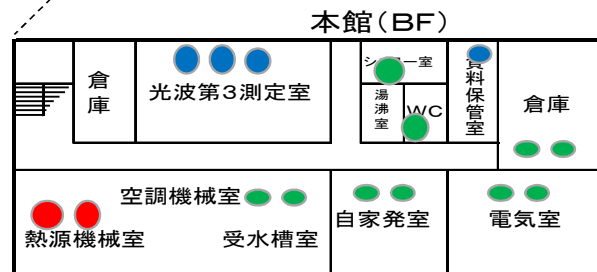 本館(BF)
倉庫
光波第3測定室
室
湯沸室
WC
資料保管室
倉庫
空調機械室
熱源機械室
受水槽室
自家発室
電気室